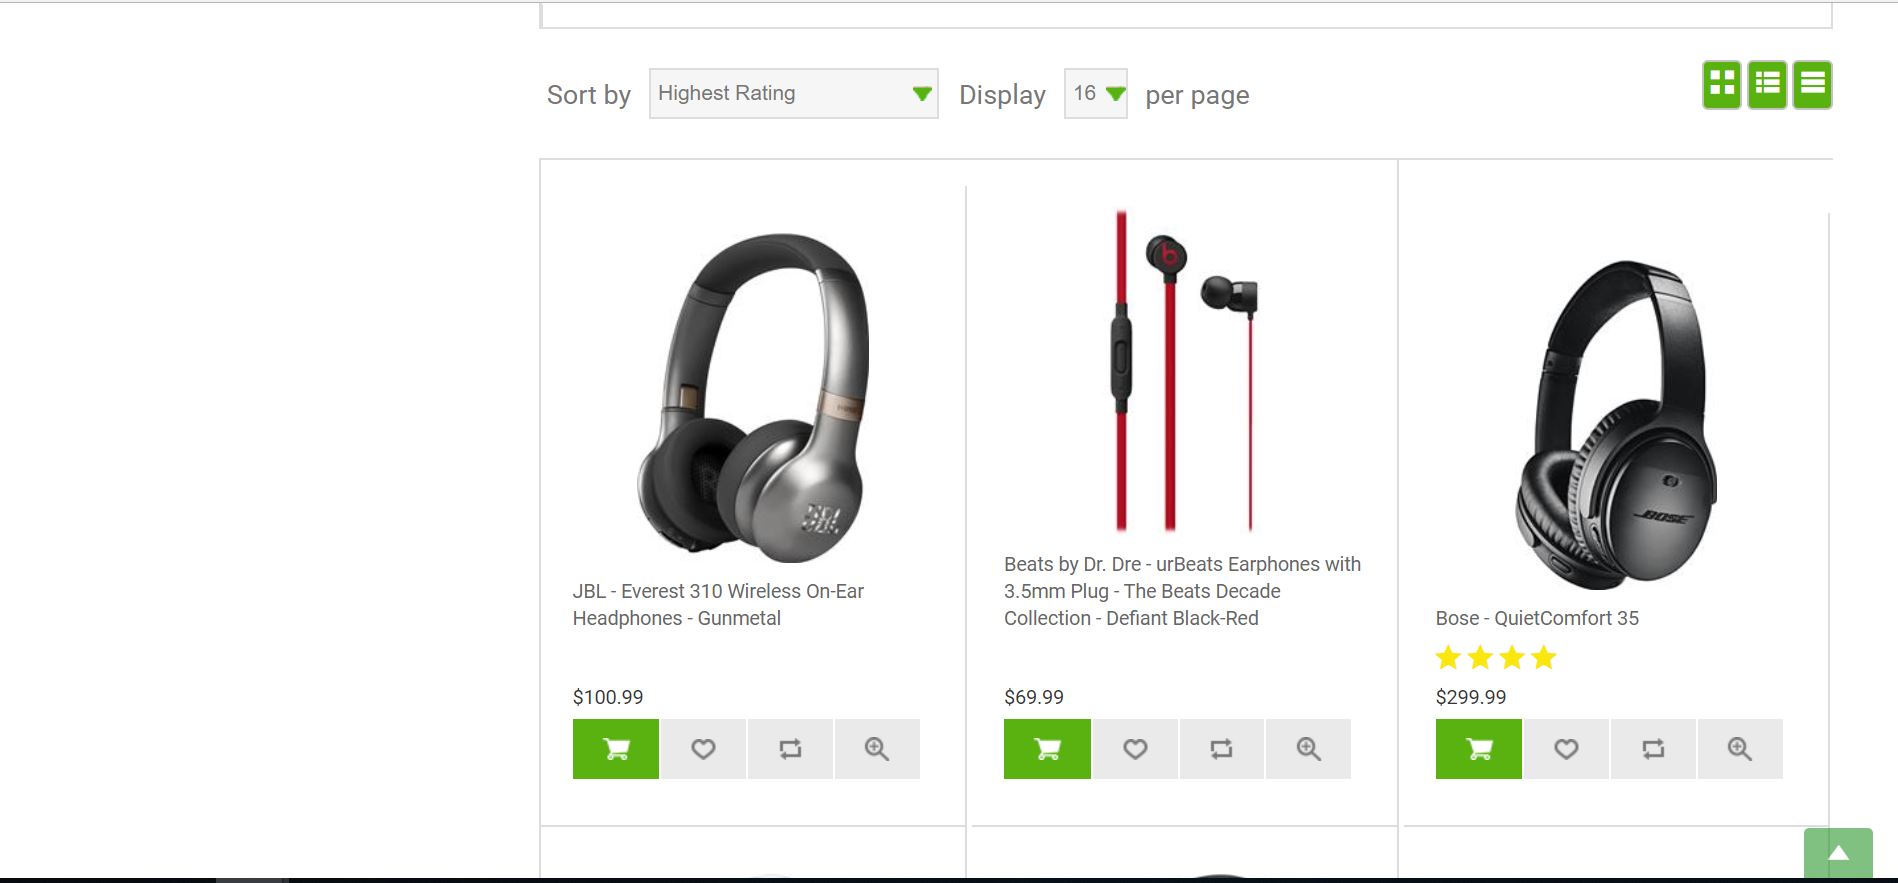 Sort by Highest Rating Display 16 per page
JBL
BOSE
JBL - Everest 310 Wireless On-Ear
Headphones - Gunmetal
$100.99
Beats by Dr. Dre - urBeats Earphones with
3.5mm Plug - The Beats Decade
Collection - Defiant Black-Red
$69.99
Bose - QuietComfort 35
$299.99